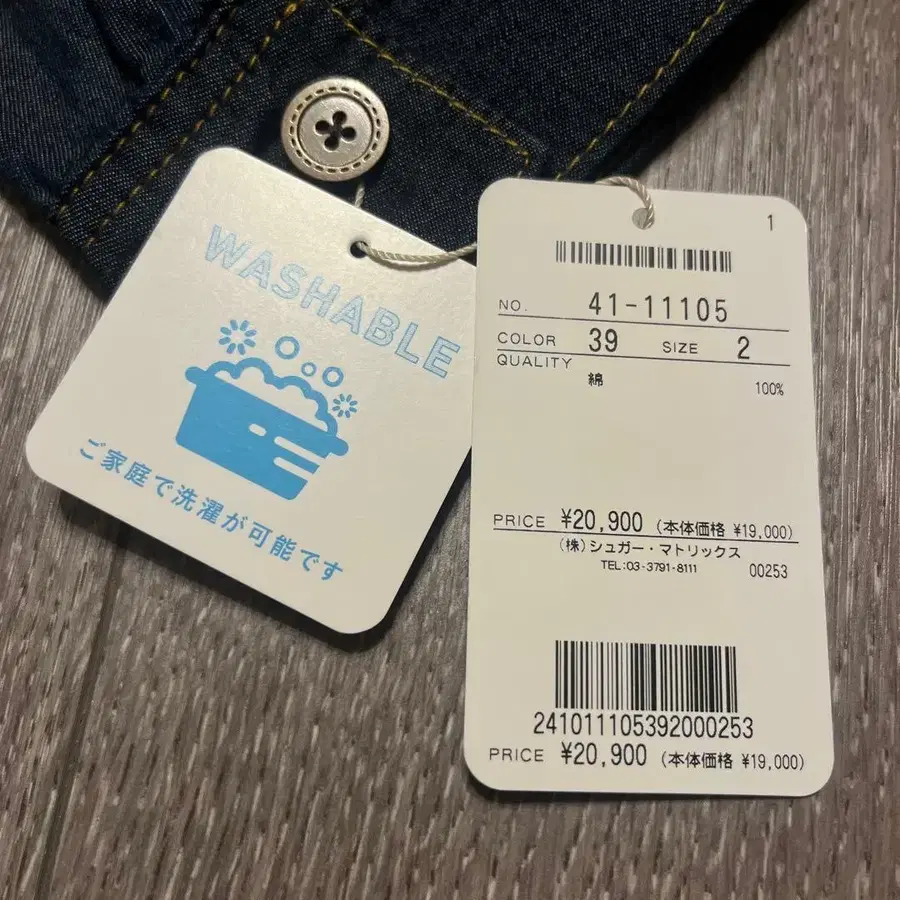 WASHABLE
ご家庭で洗濯が可能です
1
NO. 41-11105
COLOR 39 SIZE 2
QUALITY
綿 100%
PRICE ¥20,900 (本体価格 ¥19,000)
(株)シュガー・マトリックス
TEL:03-3791-8111 00253
241011105392000253
PRICE ¥20,900 (本体価格 ¥19,000)